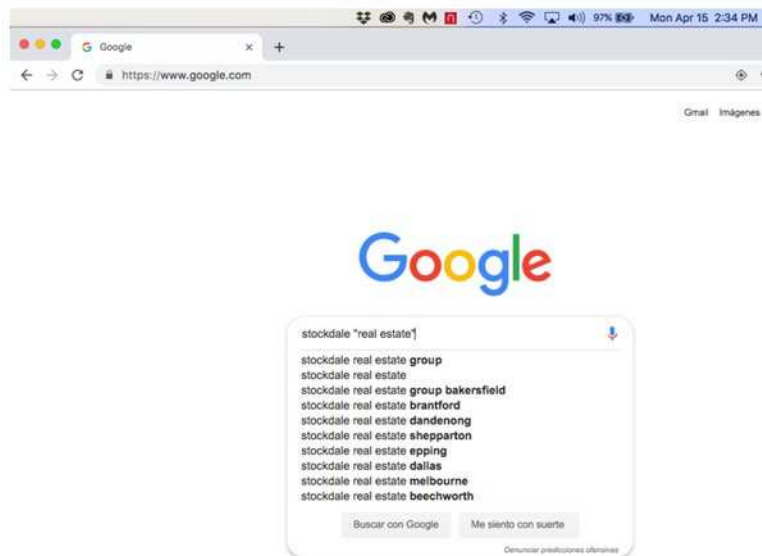 97% Mon Apr 15 2:34 PM
Google
https://www.google.com
Gmail Imágenes
Google
stockdale "real estate"
stockdale real estate group
stockdale real estate
stockdale real estate group bakersfield
stockdale real estate brantford
stockdale real estate dandenong
stockdale real estate shepparton
stockdale real estate epping
stockdale real estate dallas
stockdale real estate melbourne
stockdale real estate beechworth
Buscar con Google Me siento con suerte
Denunciar predicciones ofensivas